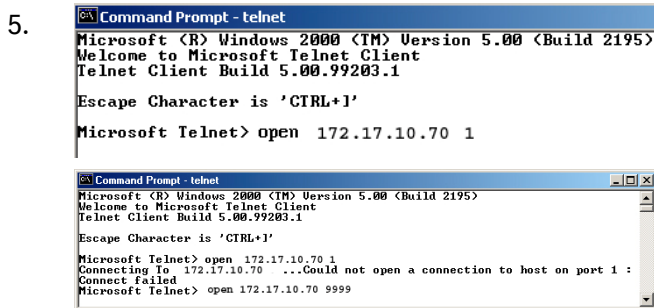 5.
Command Prompt - telnet
Microsoft (R) Windows 2000 (TM) Version 5.00 (Build 2195)
Welcome to Microsoft Telnet Client
Telnet Client Build 5.00.99203.1
Escape Character is 'CTRL+]'
Microsoft Telnet> open 172.17.10.70 1
Command Prompt - telnet
Microsoft (R) Windows 2000 (TM) Version 5.00 (Build 2195)
Welcome to Microsoft Telnet Client
Telnet Client Build 5.00.99203.1
Escape Character is 'CTRL+]'
Microsoft Telnet> open 172.17.10.70 1
Connecting To 172.17.10.70 ...Could not open a connection to host on port 1 :
Connect failed
Microsoft Telnet> open 172.17.10.70 9999